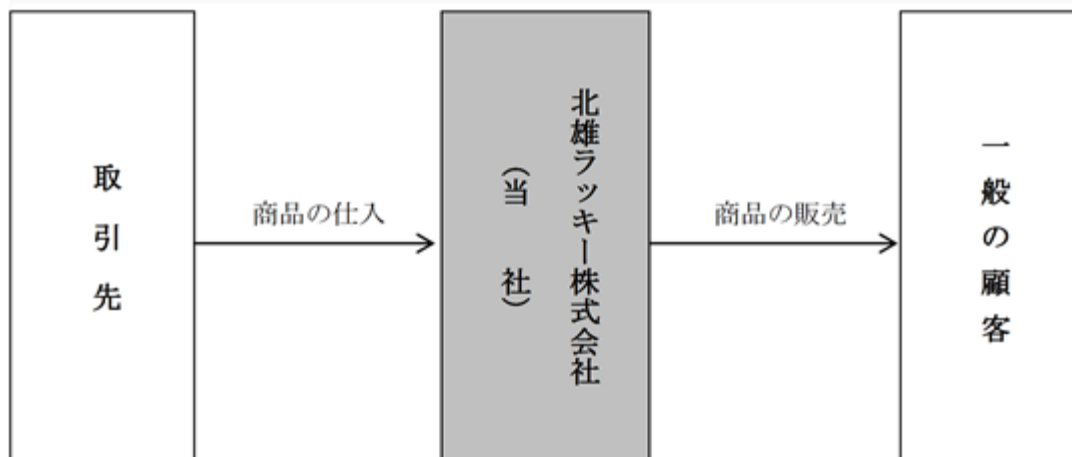 取引先
商品の仕入
北雄ラッキー株式会社
（当社）
商品の販売
一般の顧客